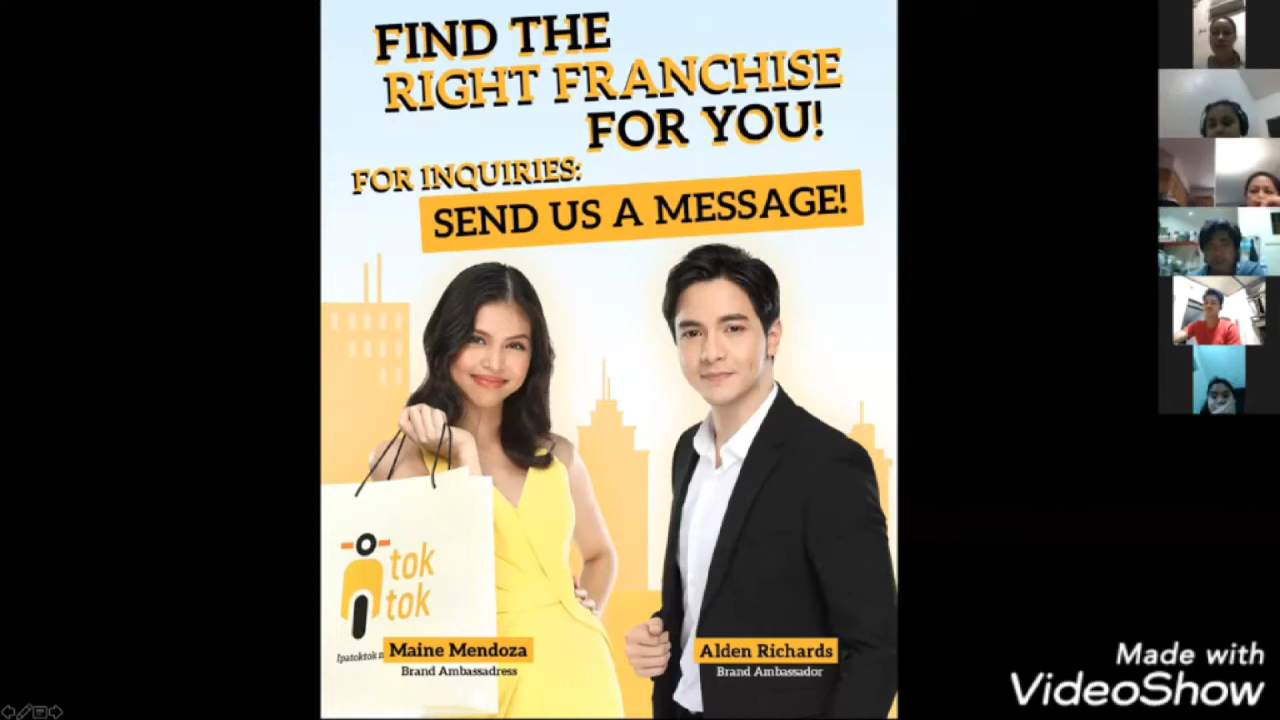 FIND THE
RIGHT FRANCHISE
FOR YOU!
FOR INQUIRIES:
SEND US A MESSAGE!
tok
tok
Ipatoktok
Maine Mendoza
Brand Ambassadress
Alden Richards
Brand Ambassador
Made with
VideoShow